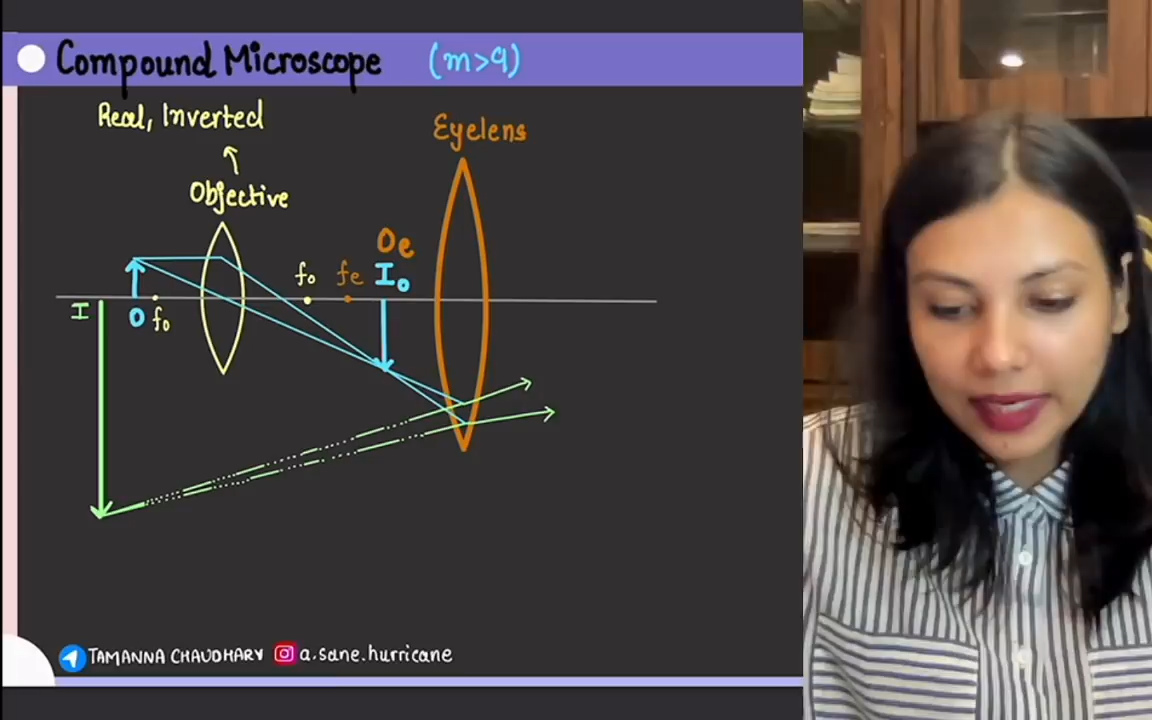 Compound Microscope (m>9)
Real, Inverted
Eyelens
Objective
Oe
fo fe Io
I
O fo
TAMANNA CHAUDHARY a.sane.hurricane